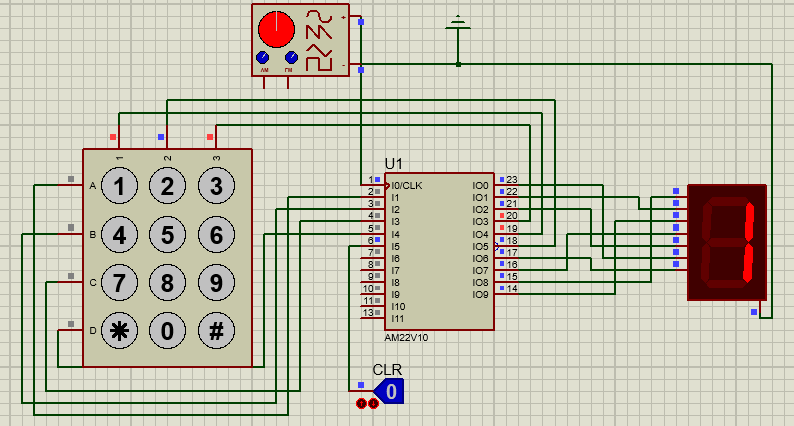 +
-
AM FM
1 2 3
A 1 2 3
B 4 5 6
C 7 8 9
D * 0 #
U1
1 I0/CLK IO0 23
2 I1 IO1 22
3 I2 IO2 21
4 I3 IO3 20
5 I4 IO4 19
6 I5 IO5 18
7 I6 IO6 17
8 I7 IO7 16
9 I8 IO8 15
10 I9 IO9 14
11 I10
13 I11
AM22V10
CLR
0
1